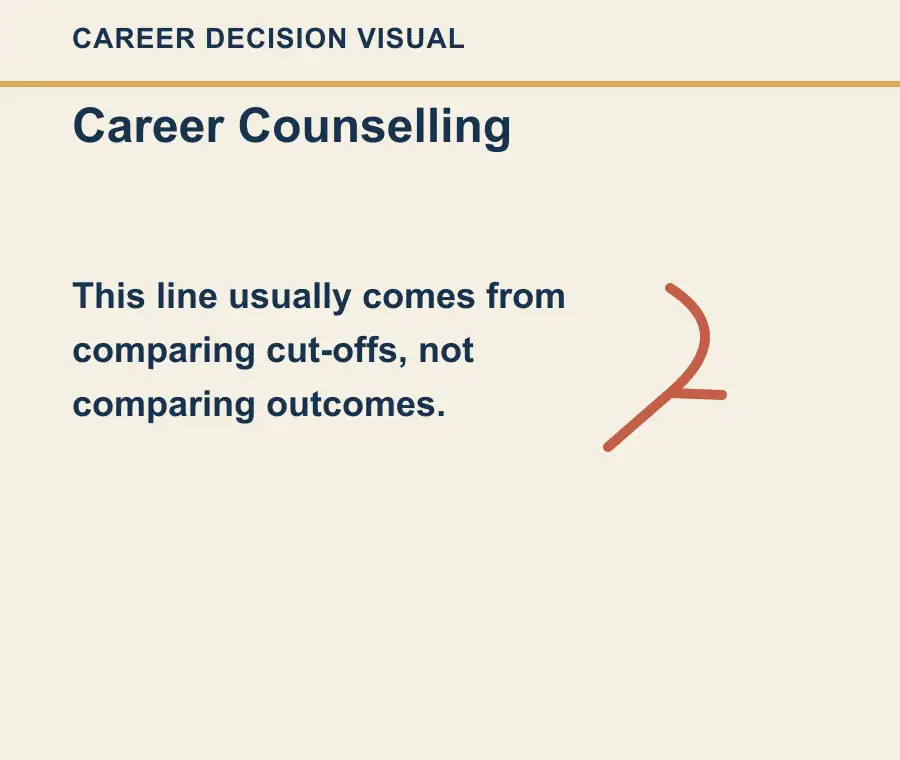 CAREER DECISION VISUAL
Career Counselling
This line usually comes from
comparing cut-offs, not
comparing outcomes.